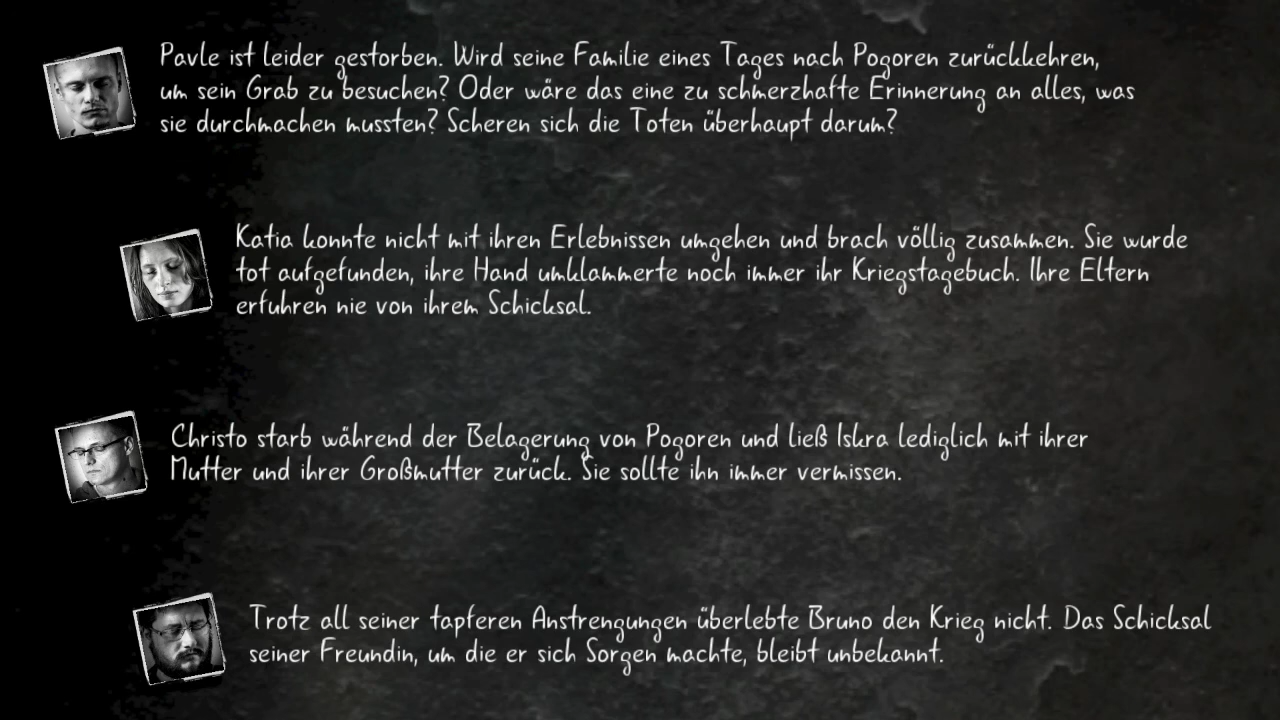 Pavle ist leider gestorben. Wird seine Familie eines Tages nach Pogoren zurückkehren,
um sein Grab zu besuchen? Oder wäre das eine zu schmerzhafte Erinnerung an alles, was
sie durchmachen mussten? Scheren sich die Toten überhaupt darum?
Katia konnte nicht mit ihren Erlebnissen umgehen und brach völlig zusammen. Sie wurde
tot aufgefunden, ihre Hand umklammerte noch immer ihr Kriegstagebuch. Ihre Eltern
erfuhren nie von ihrem Schicksal.
Christo starb während der Belagerung von Pogoren und ließ Iskra lediglich mit ihrer
Mutter und ihrer Großmutter zurück. Sie sollte ihn immer vermissen.
Trotz all seiner tapferen Anstrengungen überlebte Bruno den Krieg nicht. Das Schicksal
seiner Freundin, um die er sich Sorgen machte, bleibt unbekannt.